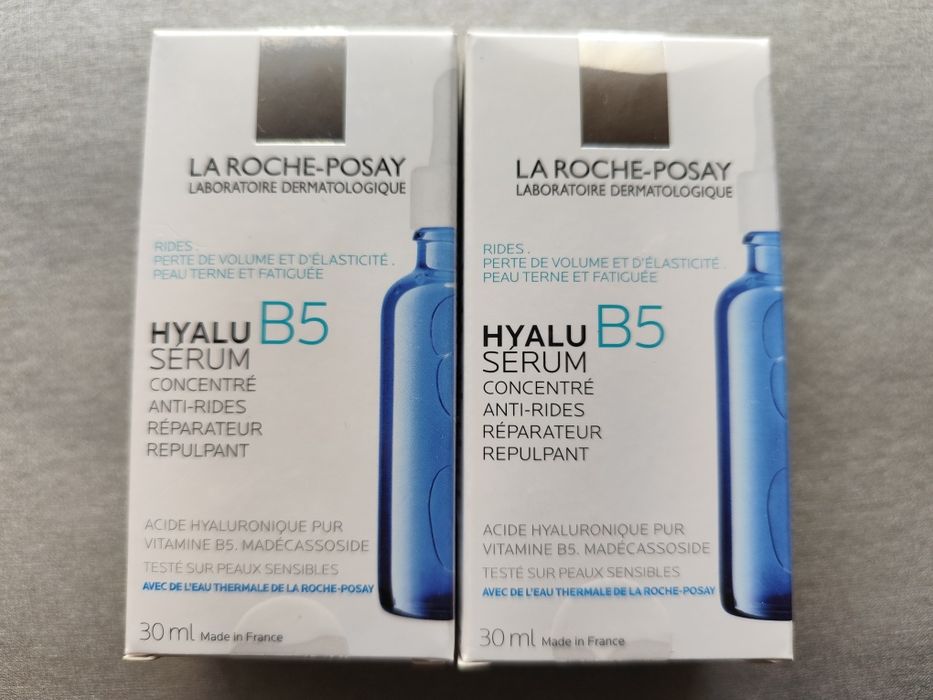 LA ROCHE-POSAY
LABORATOIRE DERMATOLOGIQUE
RIDES .
PERTE DE VOLUME ET D'ÉLASTICITÉ .
PEAU TERNE ET FATIGUÉE
HYALU B5
SÉRUM
CONCENTRÉ
ANTI-RIDES
RÉPARATEUR
REPULPANT
ACIDE HYALURONIQUE PUR
VITAMINE B5. MADÉCASSOSIDE
TESTÉ SUR PEAUX SENSIBLES
AVEC DE L'EAU THERMALE DE LA ROCHE-POSAY
30 ml Made in France
LA ROCHE-POSAY
LABORATOIRE DERMATOLOGIQUE
RIDES .
PERTE DE VOLUME ET D'ÉLASTICITÉ .
PEAU TERNE ET FATIGUÉE
HYALU B5
SÉRUM
CONCENTRÉ
ANTI-RIDES
RÉPARATEUR
REPULPANT
ACIDE HYALURONIQUE PUR
VITAMINE B5. MADÉCASSOSIDE
TESTÉ SUR PEAUX SENSIBLES
AVEC DE L'EAU THERMALE DE LA ROCHE-POSAY
30 ml Made in France